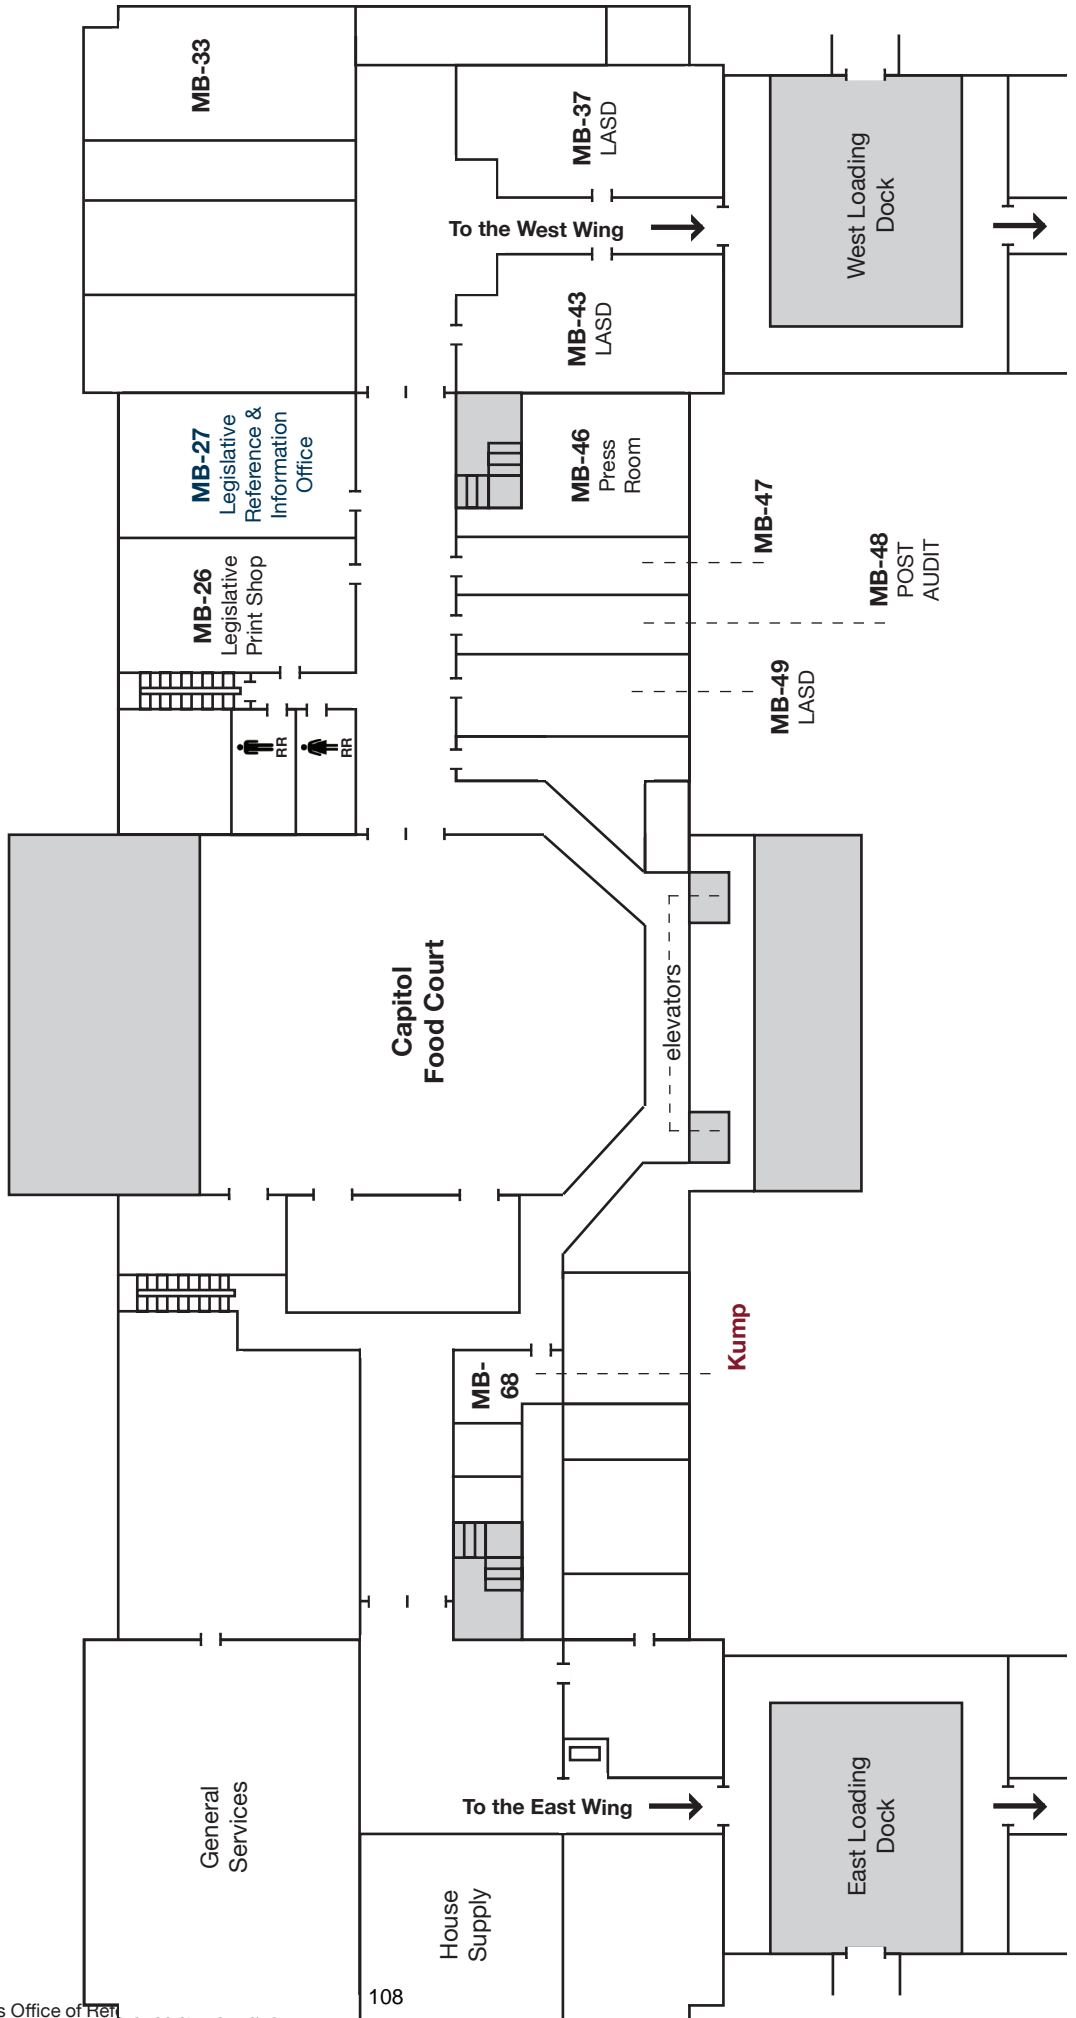 MB-33
MB-37
LASD
To the West Wing
West Loading
Dock
MB-43
LASD
MB-27
Legislative
Reference &
Information
Office
MB-46
Press
Room
MB-47
MB-48
POST
AUDIT
MB-26
Legislative
Print Shop
MB-49
LASD
RR
RR
Capitol
Food Court
elevators
Kump
MB-
68
General
Services
To the East Wing
East Loading
Dock
House
Supply
108
s Office of Refe